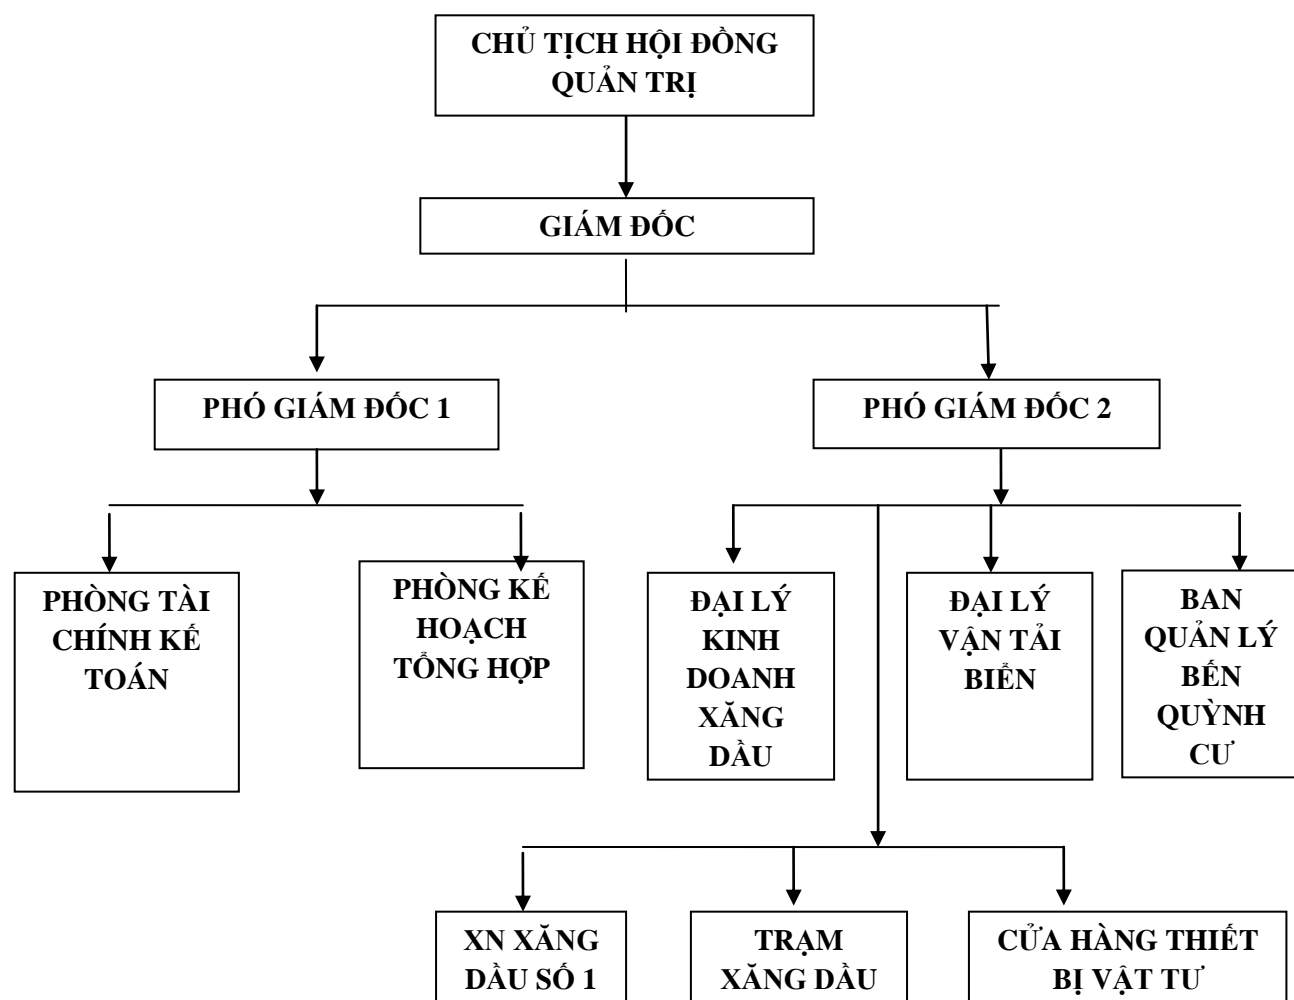 CHỦ TỊCH HỘI ĐỒNG
QUẢN TRỊ
GIÁM ĐỐC
PHÓ GIÁM ĐỐC 1
PHÓ GIÁM ĐỐC 2
PHÒNG TÀI
CHÍNH KẾ
TOÁN
PHÒNG KẾ
HOẠCH
TỔNG HỢP
ĐẠI LÝ
KINH
DOANH
XĂNG
DẦU
ĐẠI LÝ
VẬN TẢI
BIỂN
BAN
QUẢN LÝ
BẾN
QUỲNH
CƯ
XN XĂNG
DẦU SỐ 1
TRẠM
XĂNG DẦU
CỬA HÀNG THIẾT
BỊ VẬT TƯ